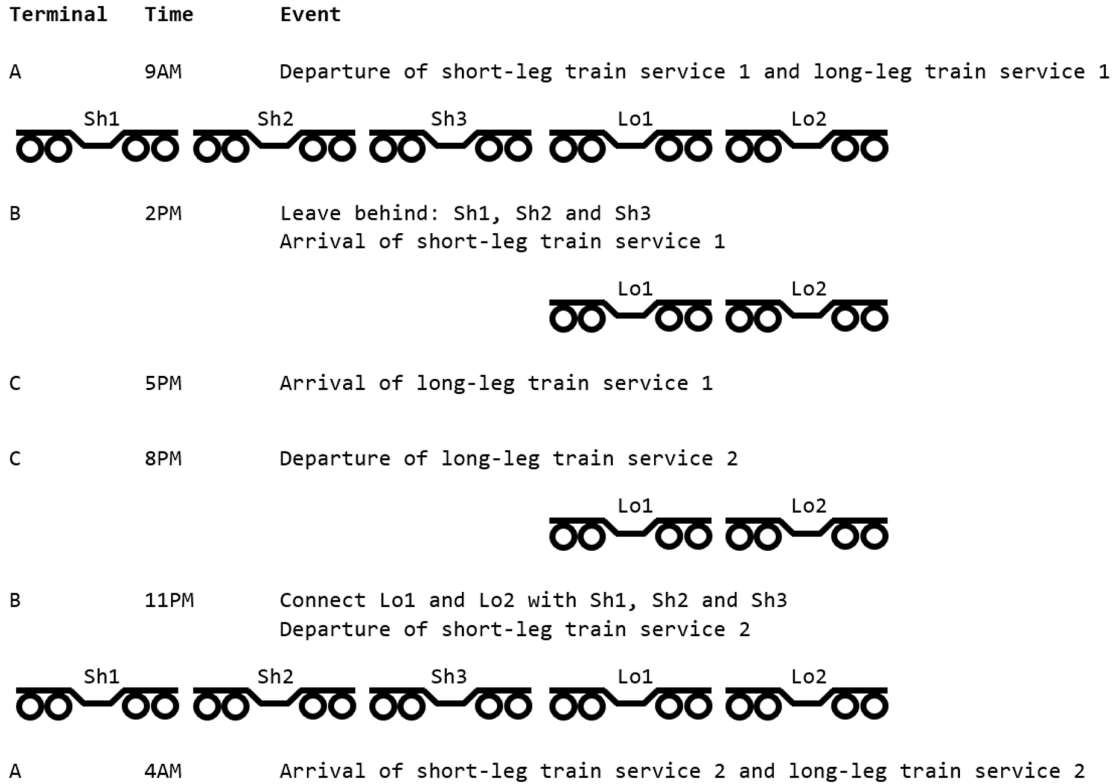 Terminal Time Event
A 9AM Departure of short-leg train service 1 and long-leg train service 1
Sh1 Sh2 Sh3 Lo1 Lo2
B 2PM Leave behind: Sh1, Sh2 and Sh3
Arrival of short-leg train service 1
Lo1 Lo2
C 5PM Arrival of long-leg train service 1
C 8PM Departure of long-leg train service 2
Lo1 Lo2
B 11PM Connect Lo1 and Lo2 with Sh1, Sh2 and Sh3
Departure of short-leg train service 2
Sh1 Sh2 Sh3 Lo1 Lo2
A 4AM Arrival of short-leg train service 2 and long-leg train service 2